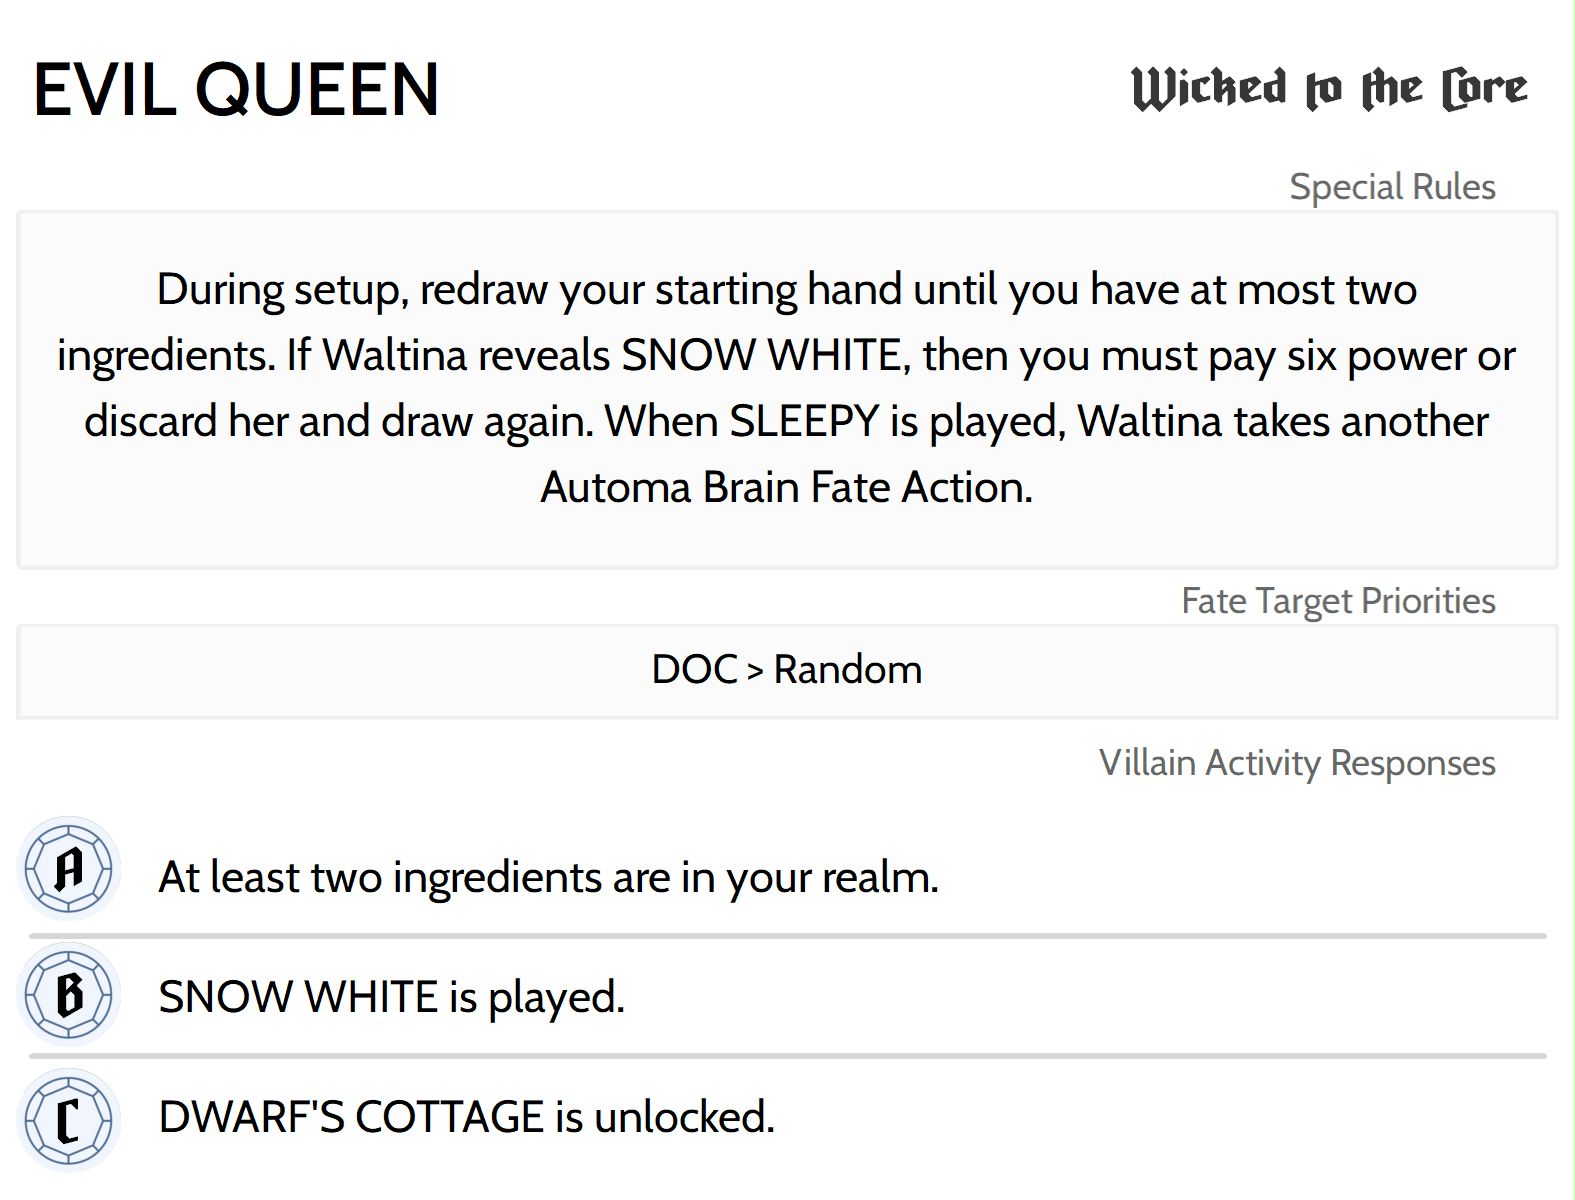 EVIL QUEEN
Wicked to the Core
Special Rules
During setup, redraw your starting hand until you have at most two
ingredients. If Waltina reveals SNOW WHITE, then you must pay six power or
discard her and draw again. When SLEEPY is played, Waltina takes another
Automa Brain Fate Action.
Fate Target Priorities
DOC > Random
Villain Activity Responses
A
At least two ingredients are in your realm.
B
SNOW WHITE is played.
C
DWARF'S COTTAGE is unlocked.